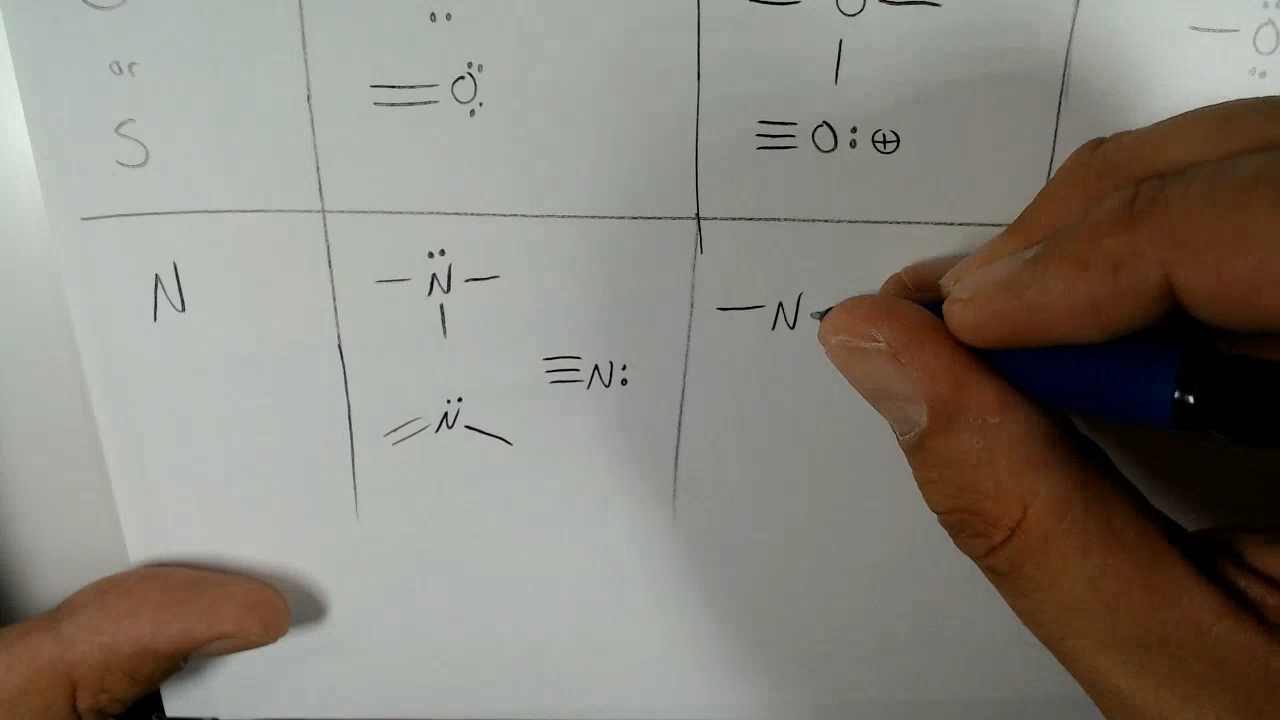 or
S
=Ö:
O
≡O:⊕
–O
N
–N̈–
≡N:
=N̈–
–N